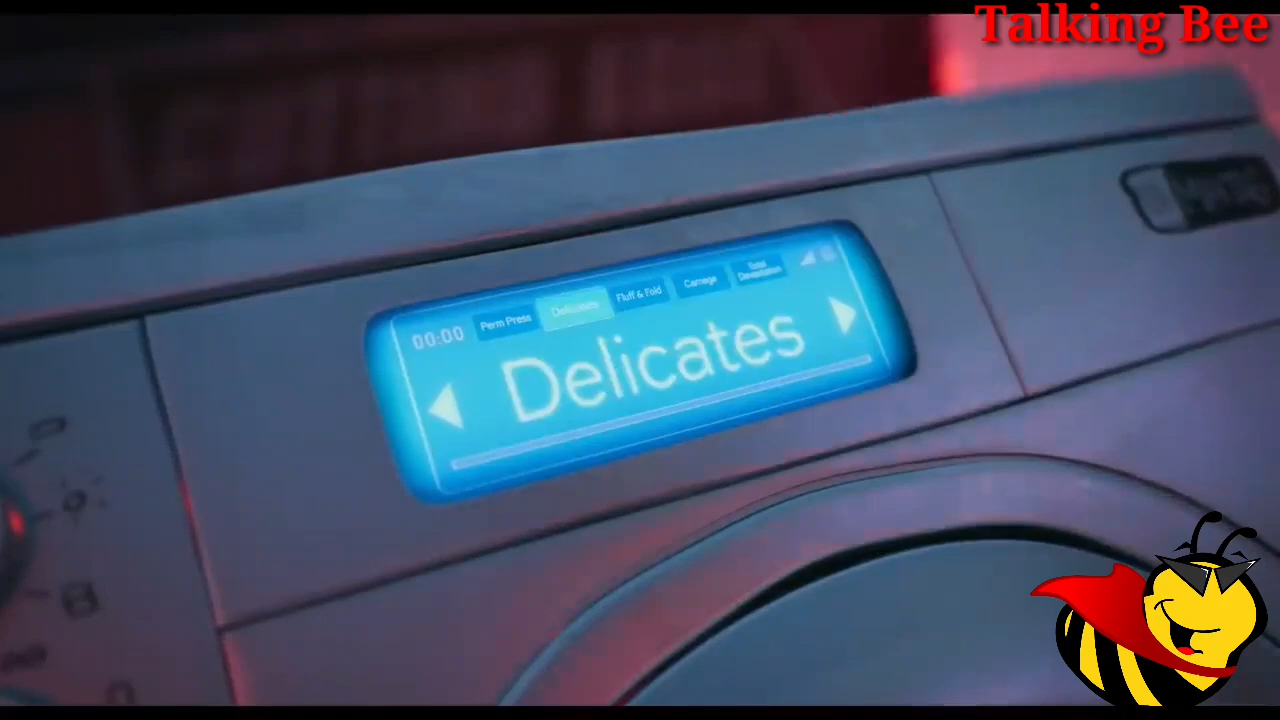 Talking Bee
00:00
Perm Press
Delicates
Fluff & Fold
Carnage
Total
Devastation
Delicates